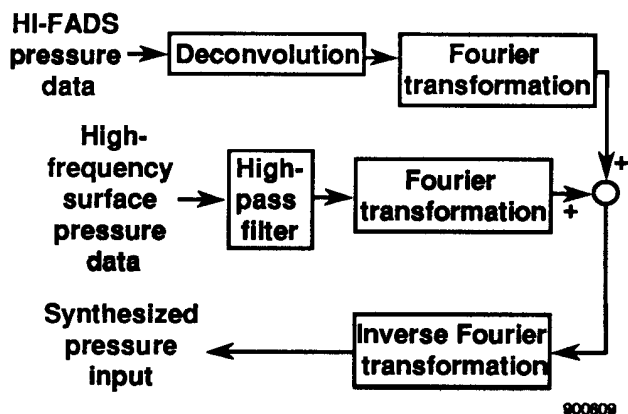 HI-FADS
pressure
data
Deconvolution
Fourier
transformation
+
High-
frequency
surface
pressure
data
High-
pass
filter
Fourier
transformation
+
Synthesized
pressure
input
Inverse Fourier
transformation
900609